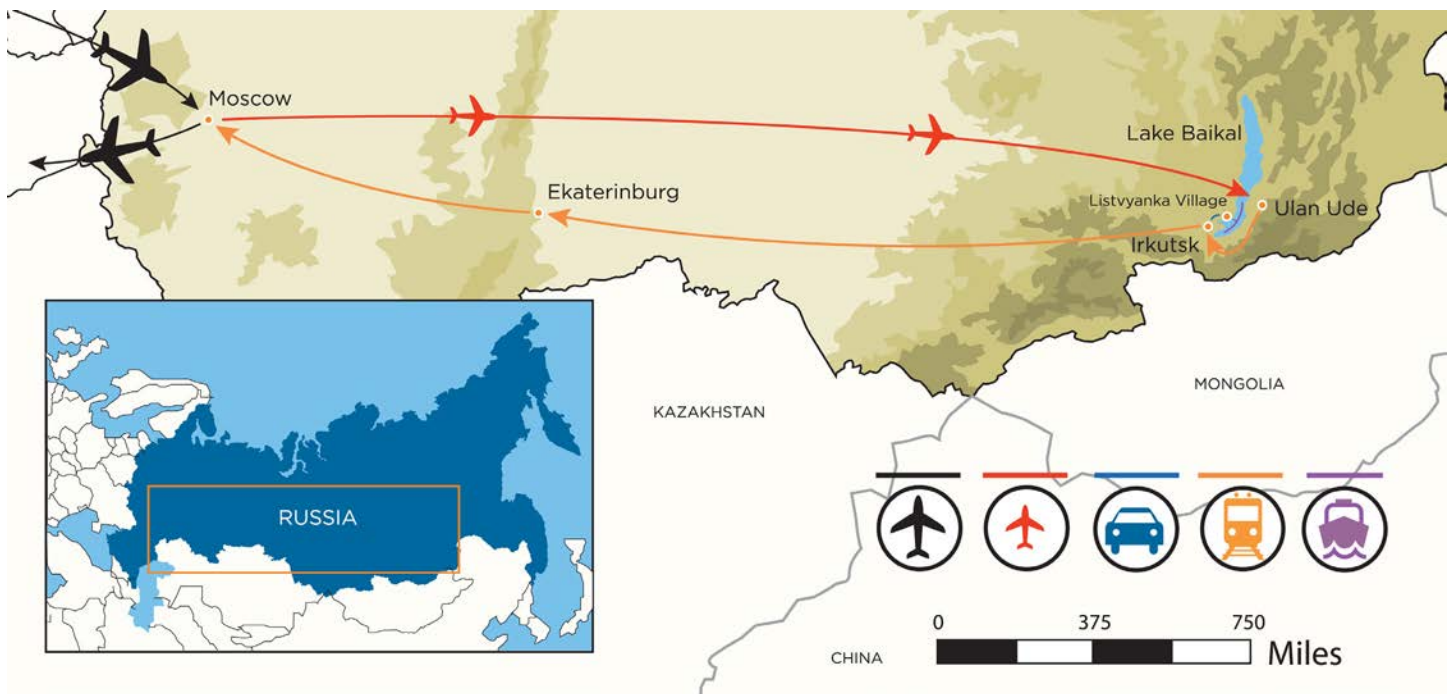 Moscow
Lake Baikal
Ekaterinburg
Listvyanka Village
Ulan Ude
Irkutsk
MONGOLIA
KAZAKHSTAN
RUSSIA
0 375 750
Miles
CHINA